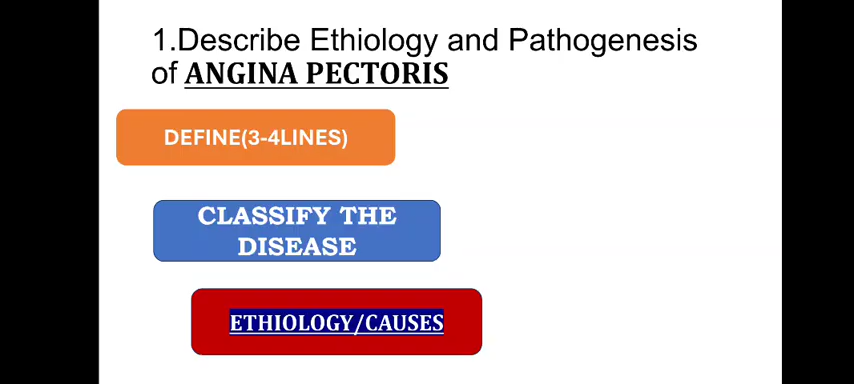 1.Describe Ethiology and Pathogenesis
of ANGINA PECTORIS
DEFINE(3-4LINES)
CLASSIFY THE
DISEASE
ETHIOLOGY/CAUSES